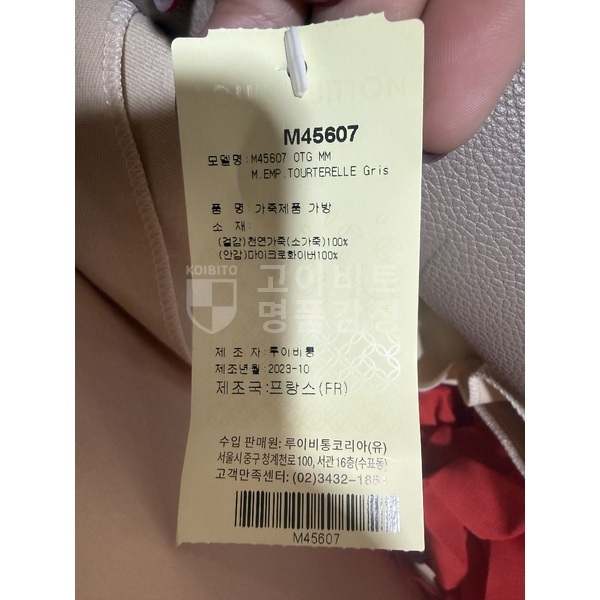 M45607
모델명:M45607 OTG MM
M.EMP.TOURTERELLE Gris
품 명:가죽제품 가방
소 재:
(겉감)천연가죽(소가죽)100%
(안감)마이크로화이버100%
KOIBITO
고이비토
명품감정
제 조 자:루이비통
제조년월:2023-10
제조국:프랑스(FR)
수입 판매원: 루이비통코리아(유)
서울시 중구 청계천로 100, 서관 16층(수표동)
고객만족센터: (02)3432-185
M45607